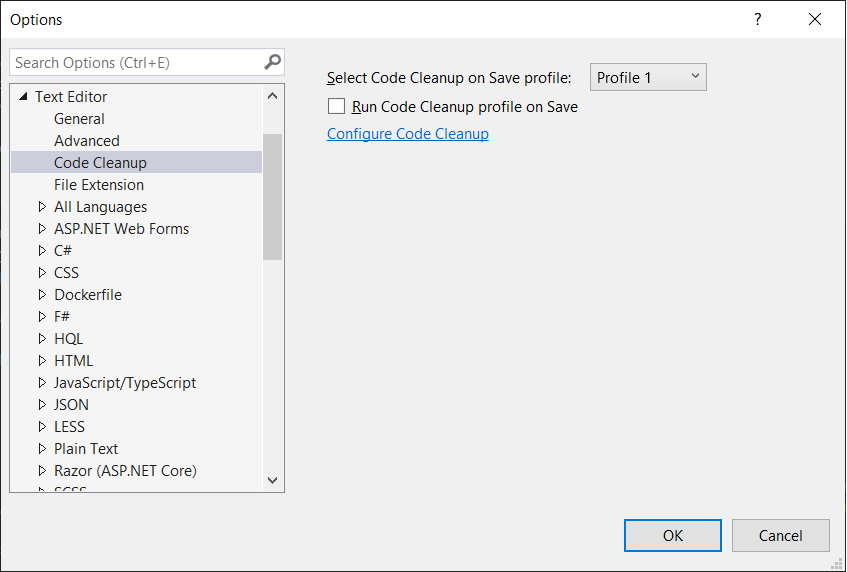 Options
?
Search Options (Ctrl+E)
Text Editor
General
Advanced
Code Cleanup
File Extension
All Languages
ASP.NET Web Forms
C#
CSS
Dockerfile
F#
HQL
HTML
JavaScript/TypeScript
JSON
LESS
Plain Text
Razor (ASP.NET Core)
SCSS
Select Code Cleanup on Save profile: Profile 1
Run Code Cleanup profile on Save
Configure Code Cleanup
OK
Cancel